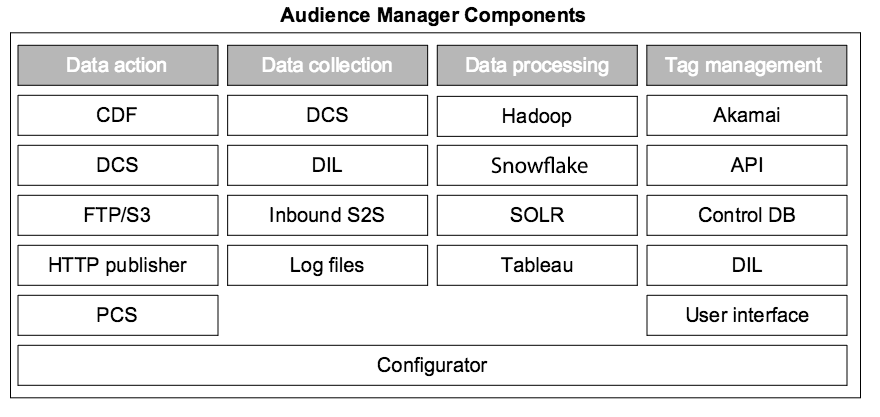 Audience Manager Components
Data action Data collection Data processing Tag management
CDF DCS Hadoop Akamai
DCS DIL Snowflake API
FTP/S3 Inbound S2S SOLR Control DB
HTTP publisher Log files Tableau DIL
PCS User interface
Configurator